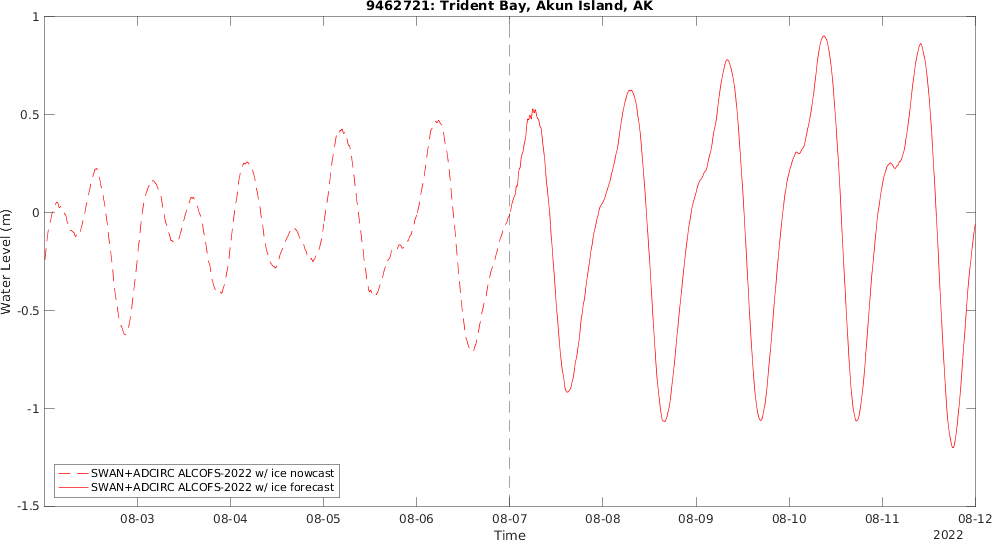 9462721: Trident Bay, Akun Island, AK
1
0.5
0
-0.5
-1
-1.5
Water Level (m)
SWAN+ADCIRC ALCOFS-2022 w/ ice nowcast
SWAN+ADCIRC ALCOFS-2022 w/ ice forecast
08-03 08-04 08-05 08-06 08-07 08-08 08-09 08-10 08-11 08-12
Time
2022